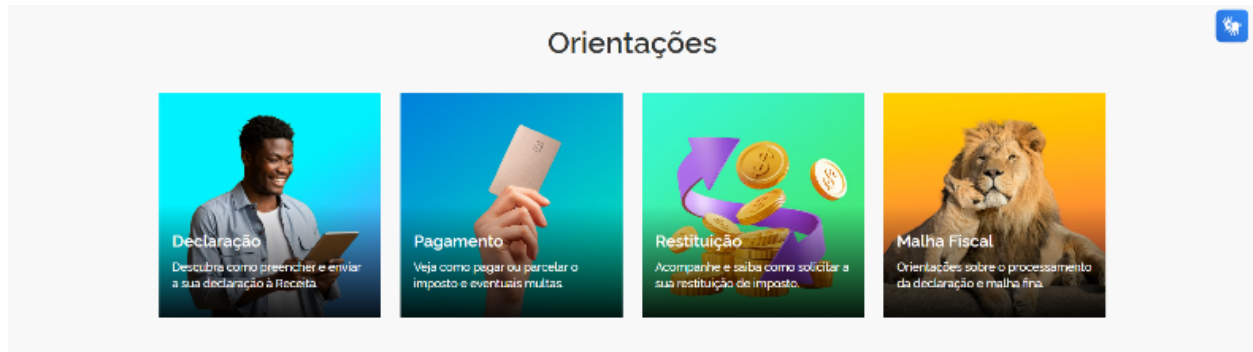 Orientações
Declaração
Descubra como preencher e enviar
a sua declaração à Receita.
Pagamento
Veja como pagar ou parcelar o
imposto e eventuais multas.
Restituição
Acompanhe e saiba como solicitar a
sua restituição de imposto.
Malha Fiscal
Orientações sobre o processamento
da declaração e malha fina.